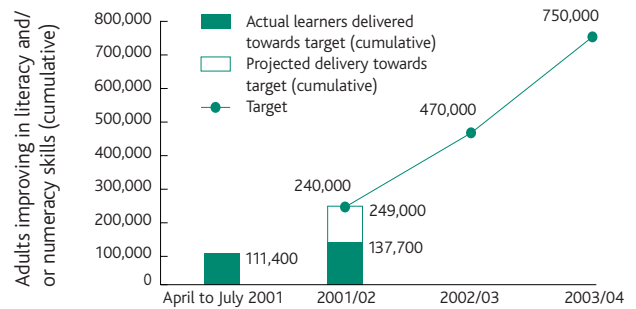 Adults improving in literacy and/
or numeracy skills (cumulative)
800,000
700,000
600,000
500,000
400,000
300,000
200,000
100,000
0
Actual learners delivered
towards target (cumulative)
Projected delivery towards
target (cumulative)
Target
750,000
470,000
240,000
249,000
137,700
111,400
April to July 2001
2001/02
2002/03
2003/04